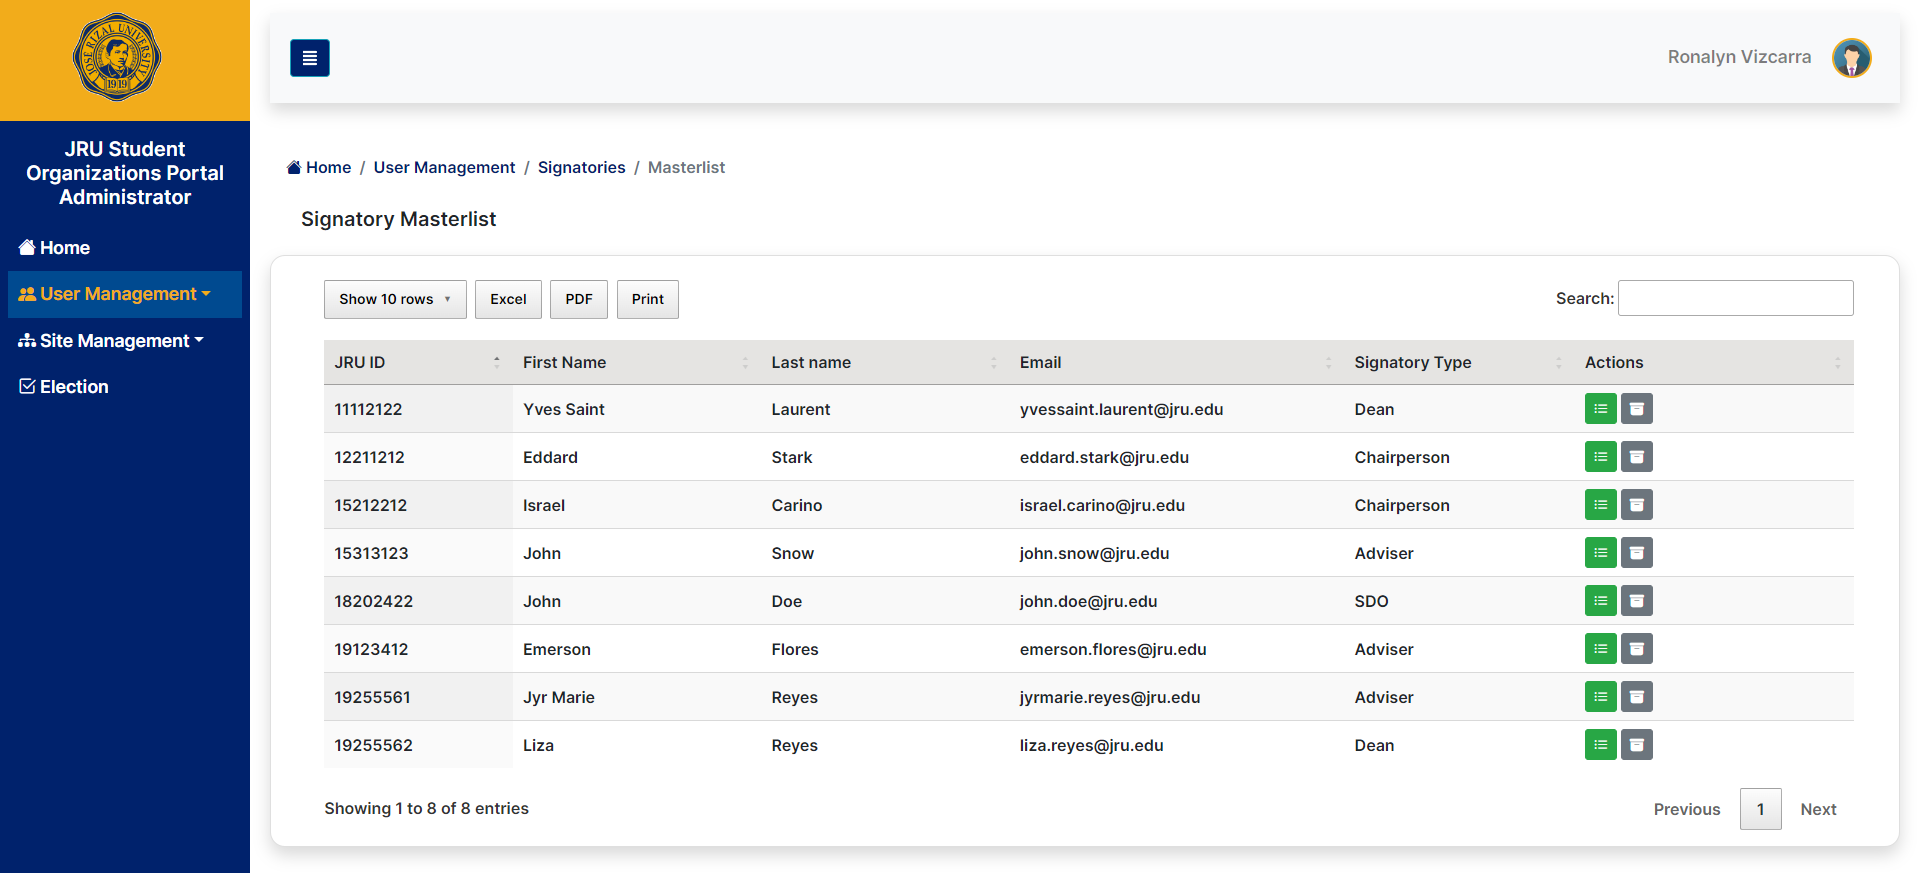 JOSE RIZAL UNIVERSITY
1919
JRU Student
Organizations Portal
Administrator
Home
User Management
Site Management
Election
Ronalyn Vizcarra
Home / User Management / Signatories / Masterlist
Signatory Masterlist
Show 10 rows Excel PDF Print Search:
JRU ID First Name Last name Email Signatory Type Actions
11112122 Yves Saint Laurent yvessaint.laurent@jru.edu Dean
12211212 Eddard Stark eddard.stark@jru.edu Chairperson
15212212 Israel Carino israel.carino@jru.edu Chairperson
15313123 John Snow john.snow@jru.edu Adviser
18202422 John Doe john.doe@jru.edu SDO
19123412 Emerson Flores emerson.flores@jru.edu Adviser
19255561 Jyr Marie Reyes jyrmarie.reyes@jru.edu Adviser
19255562 Liza Reyes liza.reyes@jru.edu Dean
Showing 1 to 8 of 8 entries Previous 1 Next